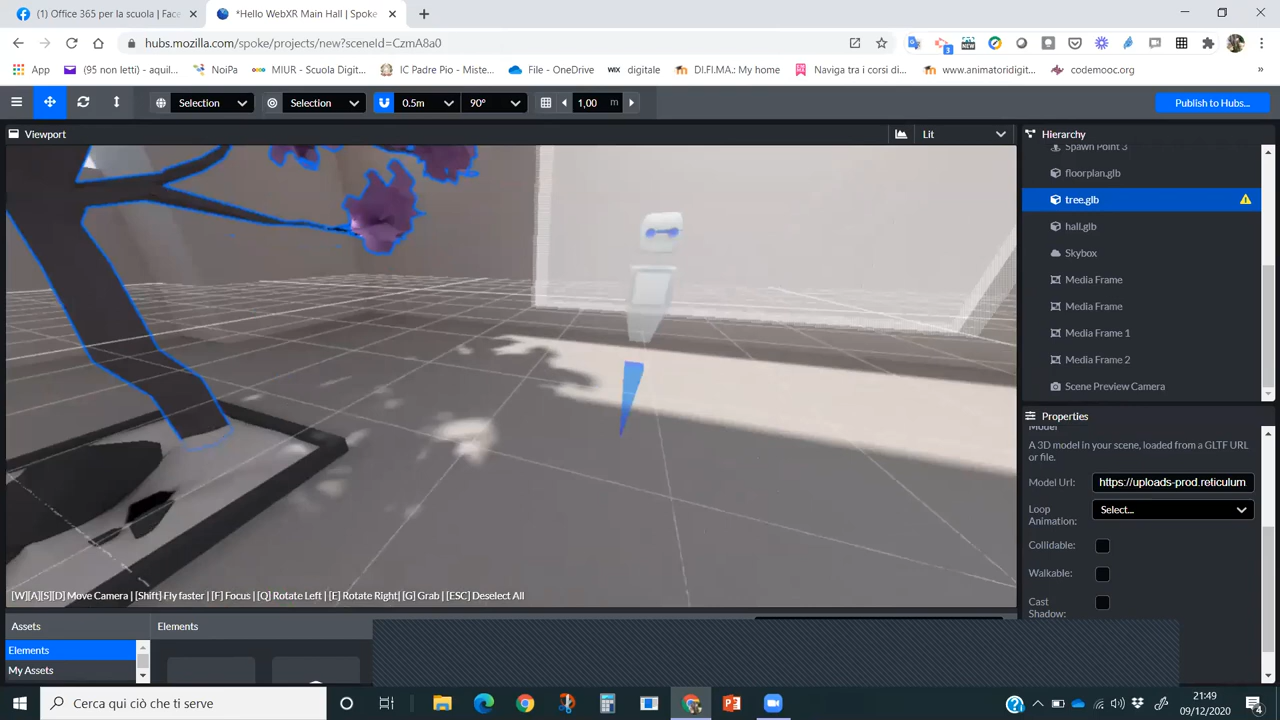 (1) Office 365 per la scuola | Face
*Hello WebXR Main Hall | Spoke
hubs.mozilla.com/spoke/projects/new?sceneId=CzmA8a0
App
(95 non letti) - aquil...
NoiPa
MIUR - Scuola Digit...
IC Padre Pio - Miste...
File - OneDrive
WIX digitale
DI.FI.MA.: My home
Naviga tra i corsi di...
www.animatoridigit...
codemooc.org
»
Selection
Selection
0.5m
90°
1,00 m
Publish to Hubs...
Viewport
Lit
Hierarchy
Spawn Point 3
floorplan.glb
tree.glb
hall.glb
Skybox
Media Frame
Media Frame
Media Frame 1
Media Frame 2
Scene Preview Camera
Properties
Model
A 3D model in your scene, loaded from a GLTF URL
or file.
Model Url:
https://uploads-prod.reticulum
Loop
Animation:
Select...
Collidable:
Walkable:
Cast
Shadow:
[W][A][S][D] Move Camera | [Shift] Fly faster | [F] Focus | [Q] Rotate Left | [E] Rotate Right | [G] Grab | [ESC] Deselect All
Assets
Elements
Elements
My Assets
Cerca qui ciò che ti serve
21:49
09/12/2020
4